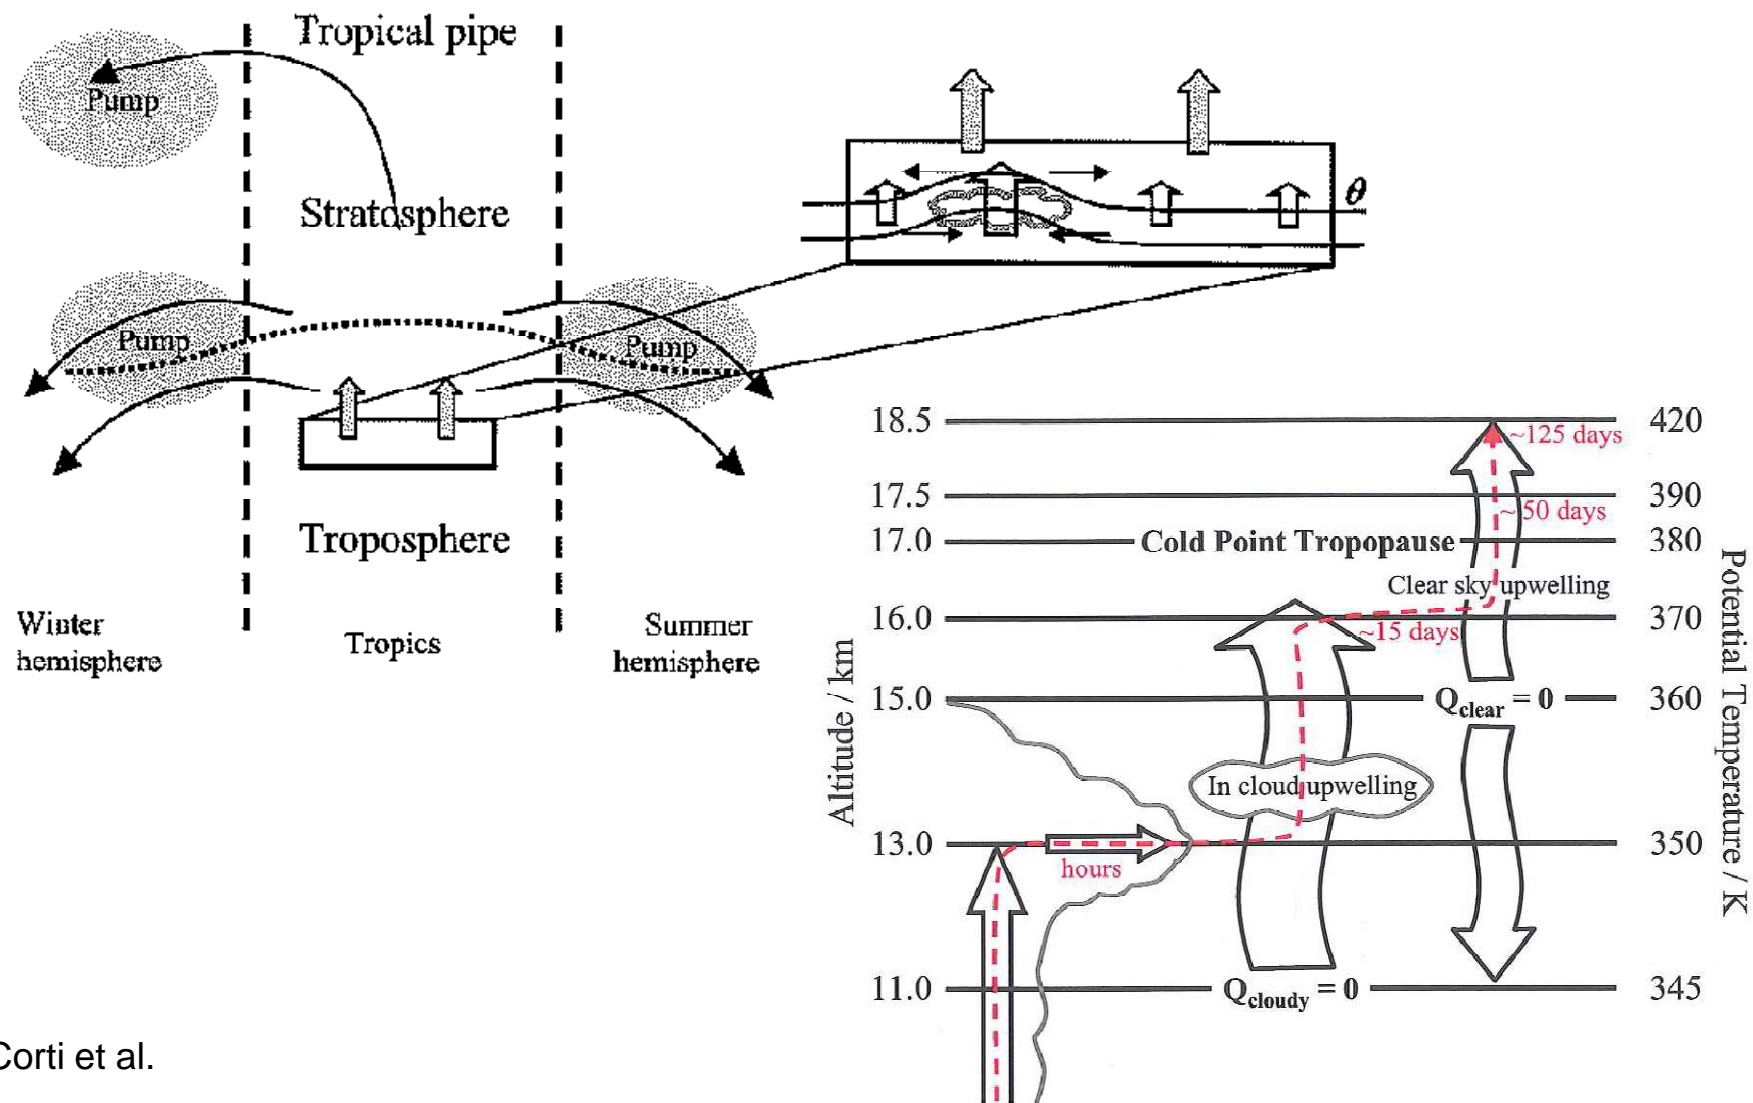 Tropical pipe
Pump
Stratosphere
θ
Pump
Pump
Troposphere
Winter
hemisphere
Tropics
Summer
hemisphere
18.5
420
~125 days
17.5
390
~ 50 days
17.0
Cold Point Tropopause
380
Clear sky upwelling
16.0
370
~15 days
15.0
Qclear = 0
360
Altitude / km
Potential Temperature / K
In cloud upwelling
13.0
350
hours
11.0
Qcloudy = 0
345
Corti et al.